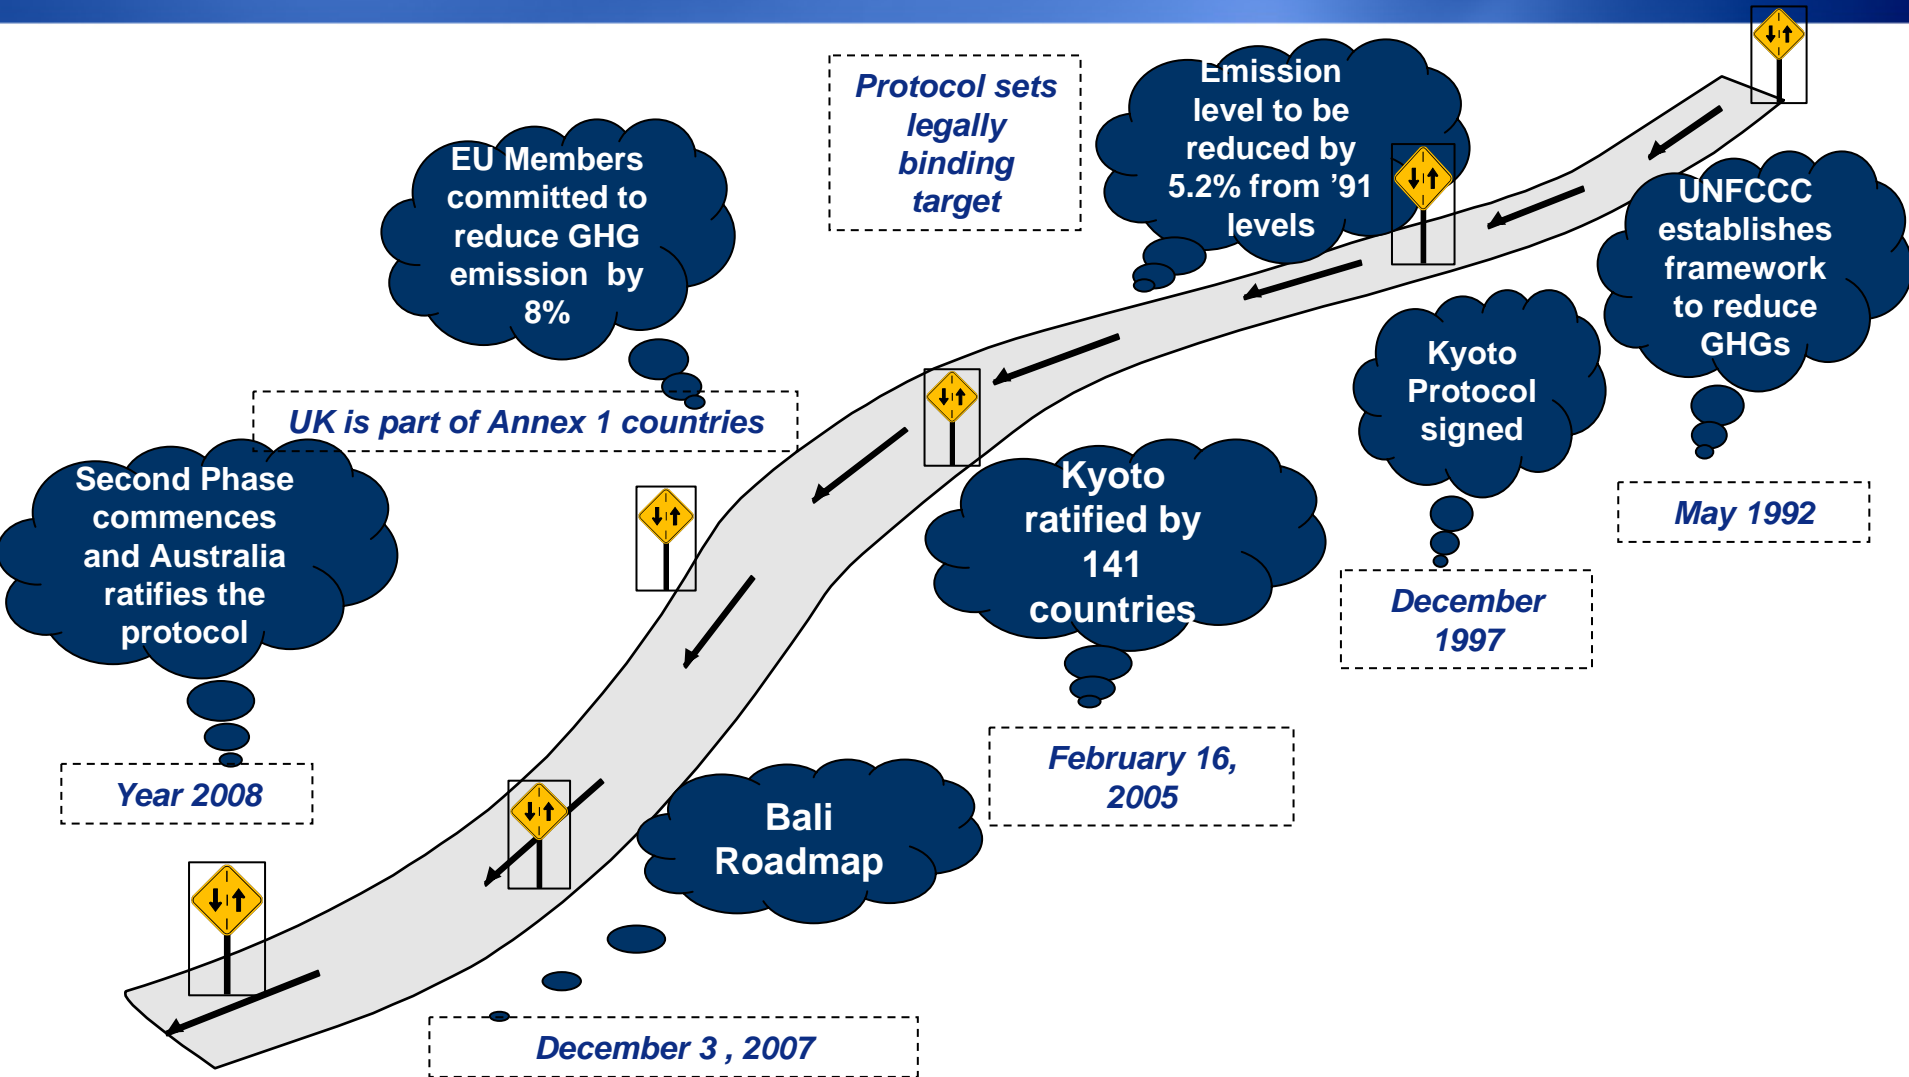 Protocol sets
legally
binding
target
Emission
level to be
reduced by
5.2% from ’91
levels
EU Members
committed to
reduce GHG
emission by
8%
UNFCCC
establishes
framework
to reduce
GHGs
Kyoto
Protocol
signed
UK is part of Annex 1 countries
Second Phase
commences
and Australia
ratifies the
protocol
Kyoto
ratified by
141
countries
May 1992
December
1997
February 16,
2005
Year 2008
Bali
Roadmap
December 3 , 2007